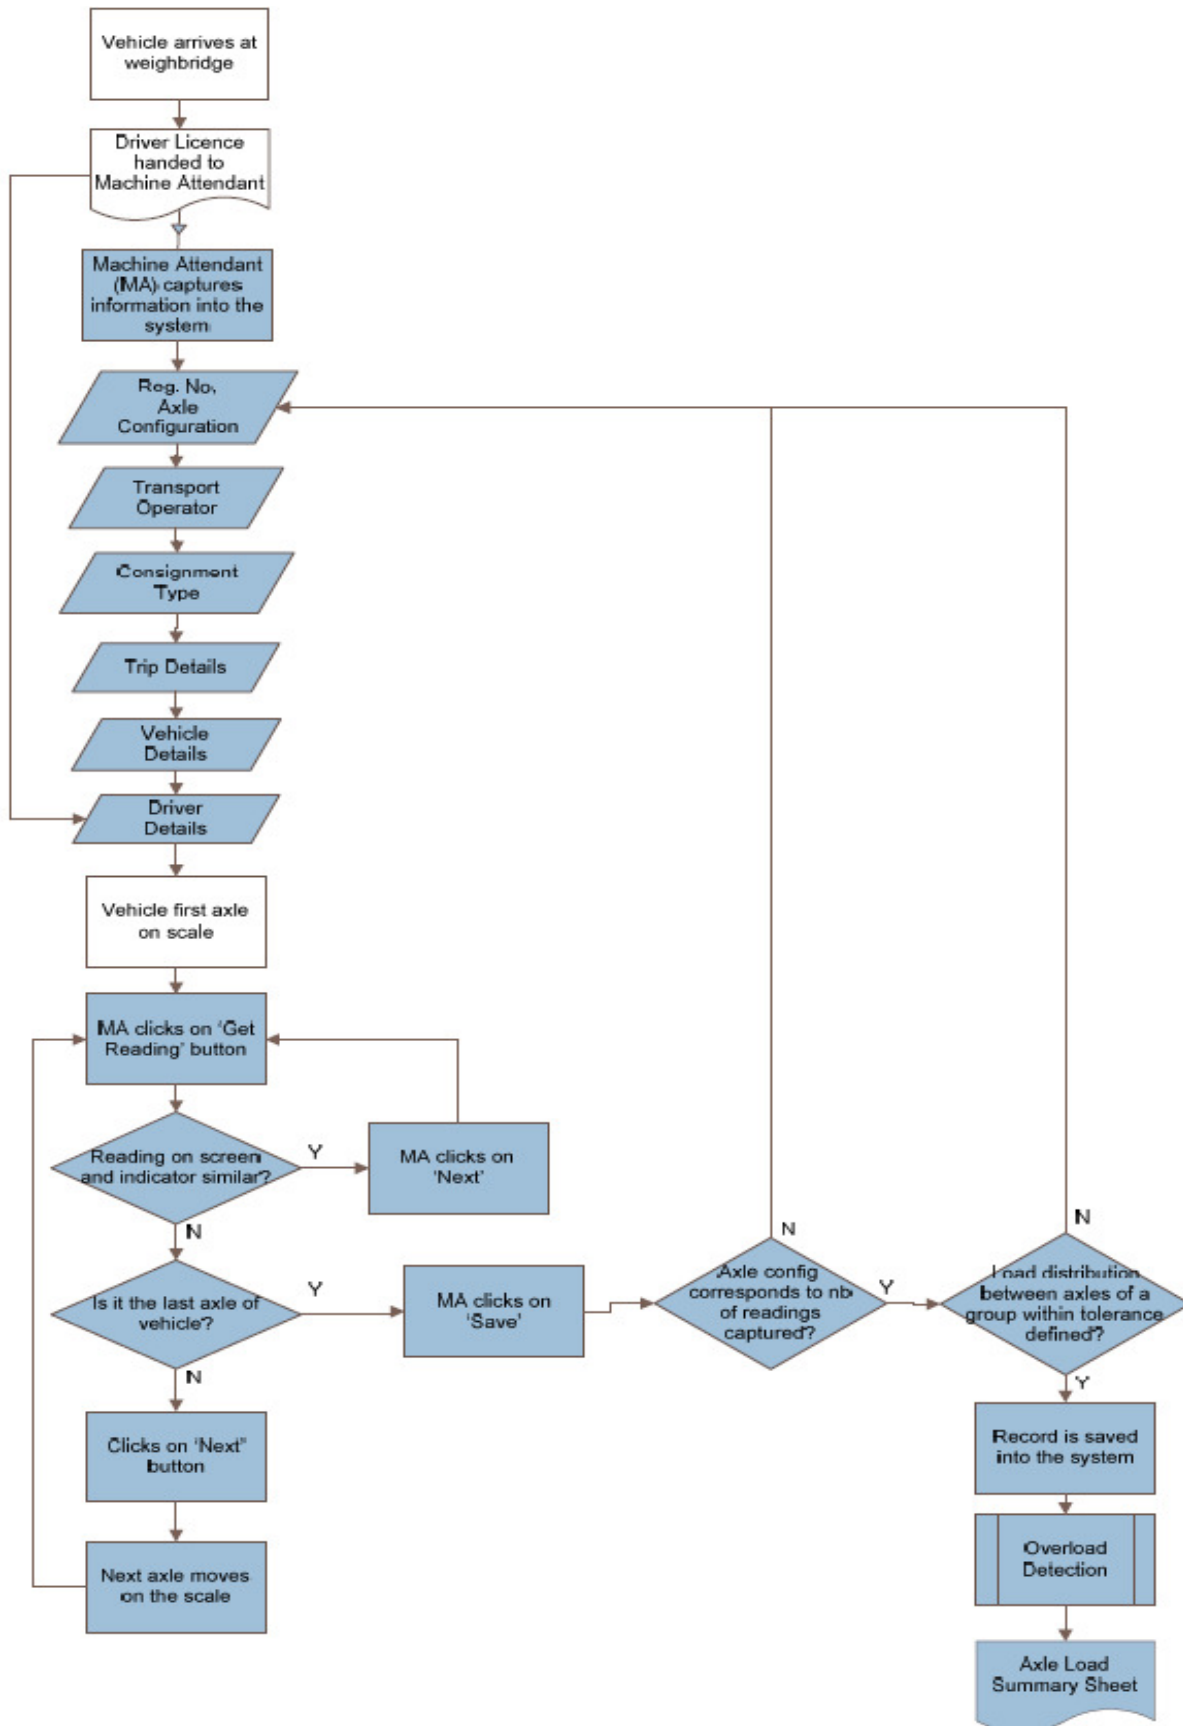 Vehicle arrives at
weighbridge
Driver Licence
handed to
Machine Attendant
Machine Attendant
(MA) captures
information into the
system
Reg. No,
Axle
Configuration
Transport
Operator
Consignment
Type
Trip Details
Vehicle
Details
Driver
Details
Vehicle first axle
on scale
MA clicks on ‘Get
Reading’ button
Reading on screen
and indicator similar?
Y
MA clicks on
‘Next’
N
Is it the last axle of
vehicle?
Y
MA clicks on
‘Save’
N
Axle config
corresponds to nb
of readings
captured?
Y
N
Load distribution
between axles of a
group within tolerance
defined?
Y
N
Clicks on ‘Next”
button
Next axle moves
on the scale
Record is saved
into the system
Overload
Detection
Axle Load
Summary Sheet